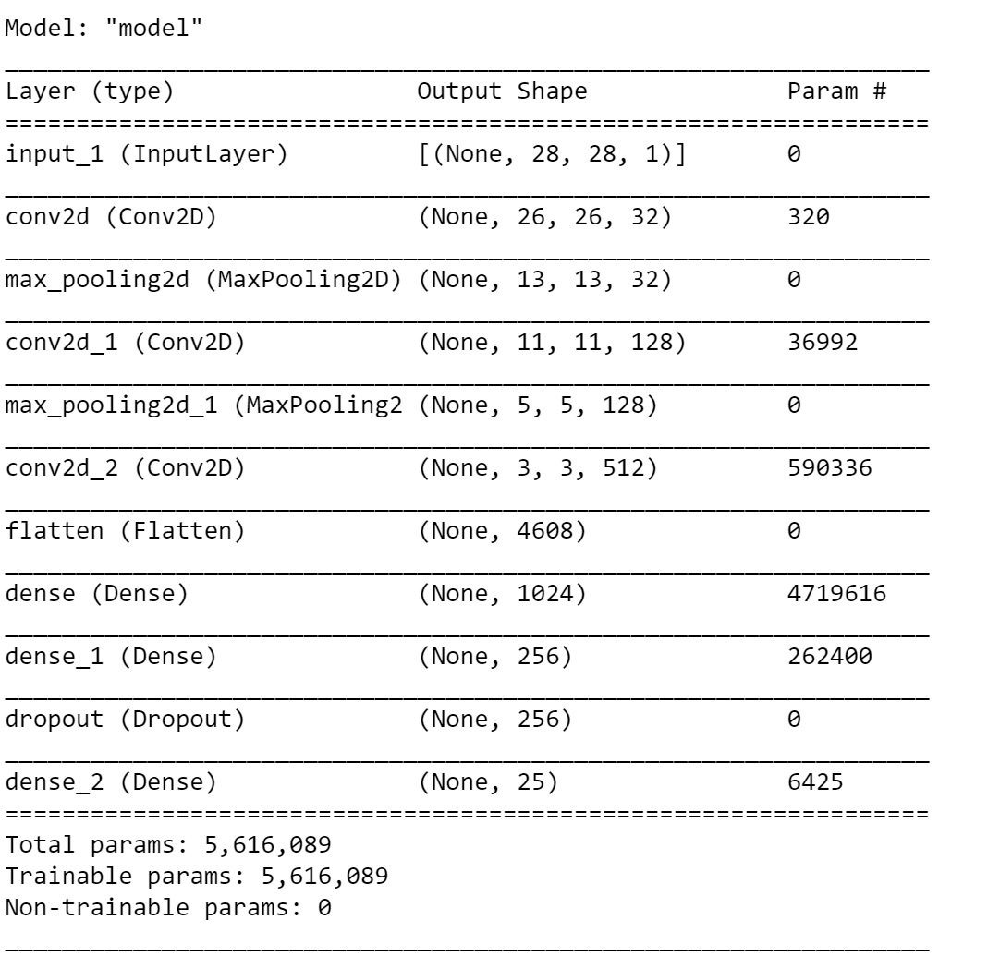 Model: "model"
_________________________________________________________________
Layer (type)                 Output Shape              Param #
=================================================================
input_1 (InputLayer)         [(None, 28, 28, 1)]       0
_________________________________________________________________
conv2d (Conv2D)              (None, 26, 26, 32)        320
_________________________________________________________________
max_pooling2d (MaxPooling2D) (None, 13, 13, 32)        0
_________________________________________________________________
conv2d_1 (Conv2D)            (None, 11, 11, 128)       36992
_________________________________________________________________
max_pooling2d_1 (MaxPooling2 (None, 5, 5, 128)         0
_________________________________________________________________
conv2d_2 (Conv2D)            (None, 3, 3, 512)         590336
_________________________________________________________________
flatten (Flatten)            (None, 4608)              0
_________________________________________________________________
dense (Dense)                (None, 1024)              4719616
_________________________________________________________________
dense_1 (Dense)              (None, 256)               262400
_________________________________________________________________
dropout (Dropout)            (None, 256)               0
_________________________________________________________________
dense_2 (Dense)              (None, 25)                6425
=================================================================
Total params: 5,616,089
Trainable params: 5,616,089
Non-trainable params: 0
_________________________________________________________________